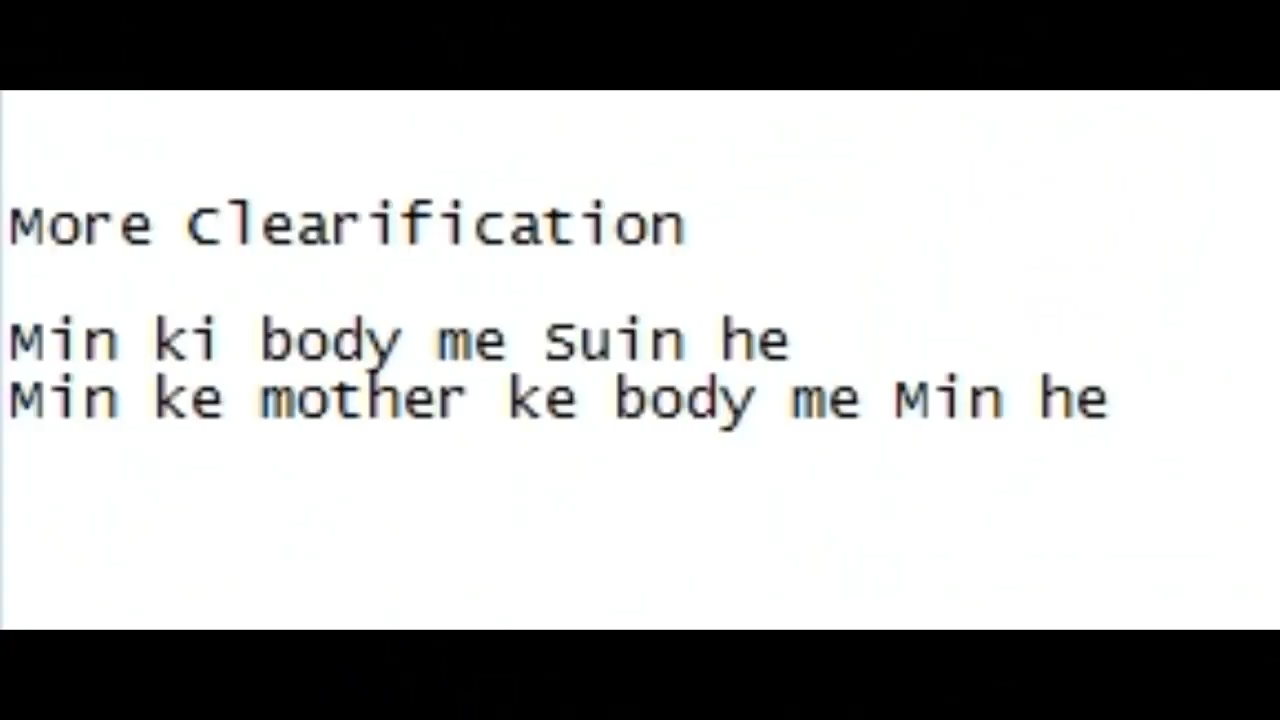 More Clearification
Min ki body me Suin he
Min ke mother ke body me Min he